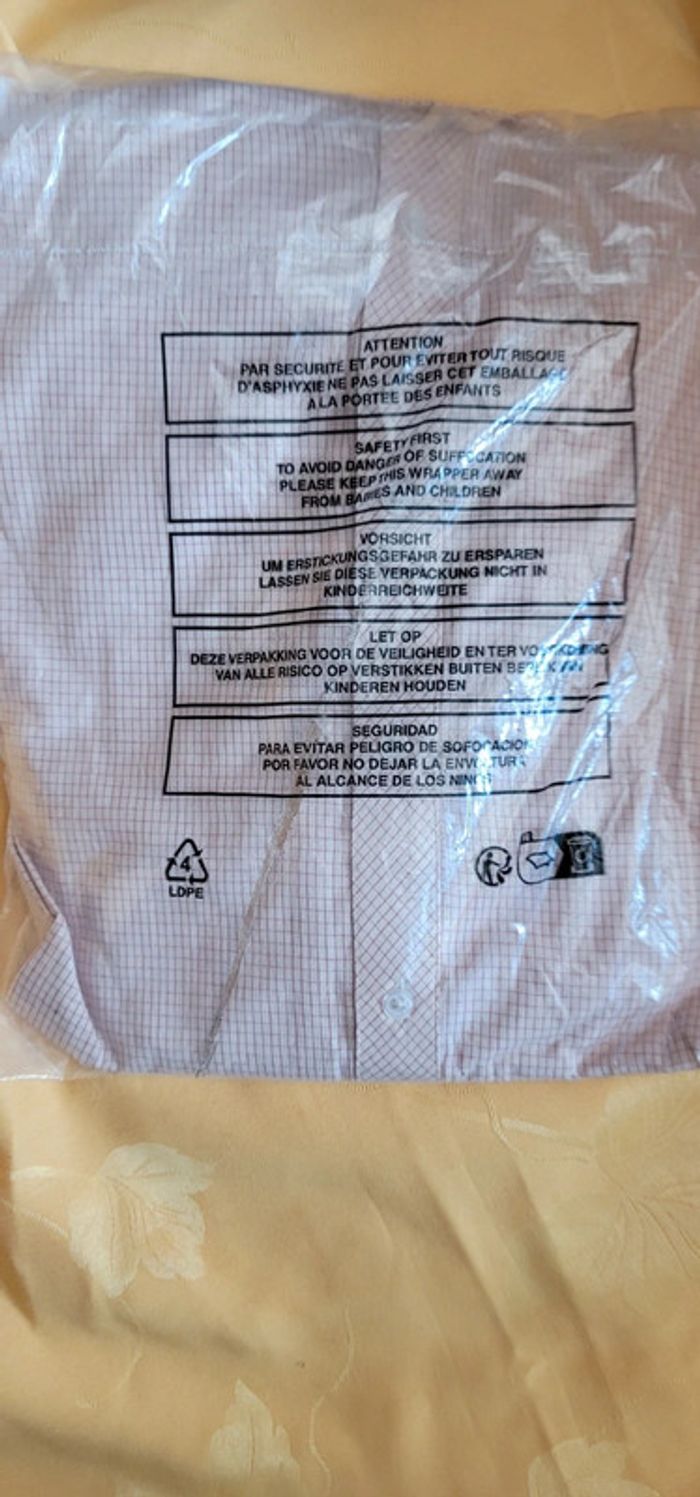 ATTENTION
PAR SECURITE ET POUR EVITER TOUT RISQUE
D'ASPHYXIE NE PAS LAISSER CET EMBALLAGE
A LA PORTEE DES ENFANTS
SAFETY FIRST
TO AVOID DANGER OF SUFFOCATION
PLEASE KEEP THIS WRAPPER AWAY
FROM BABIES AND CHILDREN
VORSICHT
UM ERSTICKUNGSGEFAHR ZU ERSPAREN
LASSEN SIE DIESE VERPACKUNG NICHT IN
KINDERREICHWEITE
LET OP
DEZE VERPAKKING VOOR DE VEILIGHEID EN TER
VAN ALLE RISICO OP VERSTIKKEN BUITEN
KINDEREN HOUDEN
SEGURIDAD
PARA EVITAR PELIGRO DE SOFOCACION
POR FAVOR NO DEJAR LA ENVOLTURA
AL ALCANCE DE LOS NINOS
4
LDPE